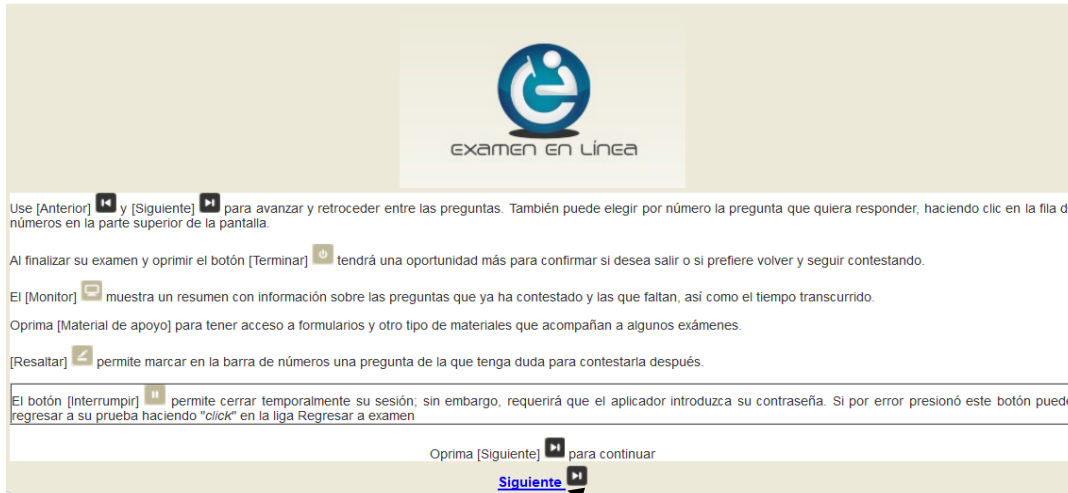 examen en Línea
Use [Anterior] y [Siguiente] para avanzar y retroceder entre las preguntas. También puede elegir por número la pregunta que quiera responder, haciendo clic en la fila d
números en la parte superior de la pantalla.
Al finalizar su examen y oprimir el botón [Terminar] tendrá una oportunidad más para confirmar si desea salir o si prefiere volver y seguir contestando.
El [Monitor] muestra un resumen con información sobre las preguntas que ya ha contestado y las que faltan, así como el tiempo transcurrido.
Oprima [Material de apoyo] para tener acceso a formularios y otro tipo de materiales que acompañan a algunos exámenes.
[Resaltar] permite marcar en la barra de números una pregunta de la que tenga duda para contestarla después.
El botón [Interrumpir] permite cerrar temporalmente su sesión; sin embargo, requerirá que el aplicador introduzca su contraseña. Si por error presionó este botón puede
regresar a su prueba haciendo "click" en la liga Regresar a examen
Oprima [Siguiente] para continuar
Siguiente